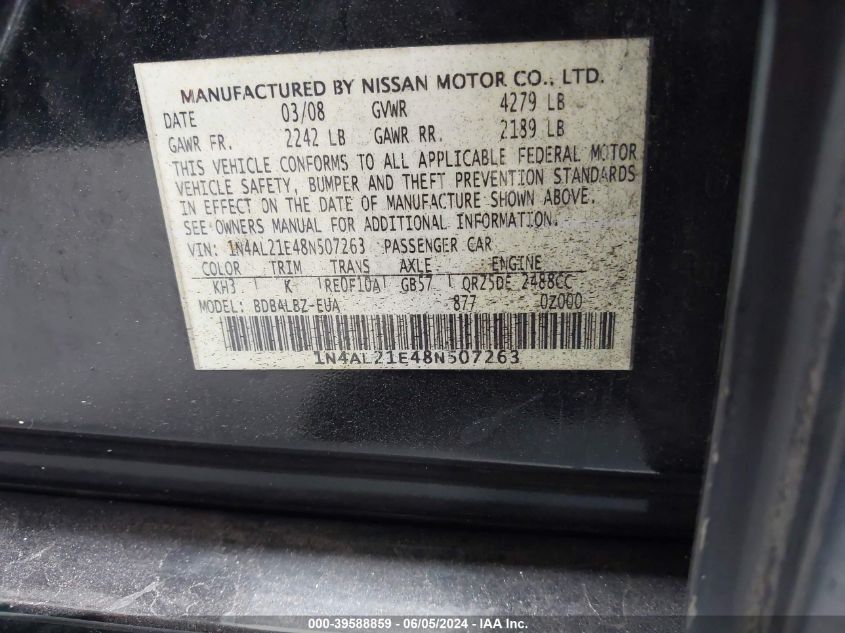 MANUFACTURED BY NISSAN MOTOR CO., LTD.
DATE 03/08 GVWR 4279 LB
GAWR FR. 2242 LB GAWR RR. 2189 LB
THIS VEHICLE CONFORMS TO ALL APPLICABLE FEDERAL MOTOR
VEHICLE SAFETY, BUMPER AND THEFT PREVENTION STANDARDS
IN EFFECT ON THE DATE OF MANUFACTURE SHOWN ABOVE.
SEE OWNERS MANUAL FOR ADDITIONAL INFORMATION.
VIN: 1N4AL21E48N507263 PASSENGER CAR
COLOR TRIM TRANS AXLE ENGINE
KH3 K RE0F10A GB57 QR25DE 2488CC
MODEL: BDBALBZ-EUA 877 0Z000
1N4AL21E48N507263
IAA-39588859 - 06/05/2024 - IAAI.com